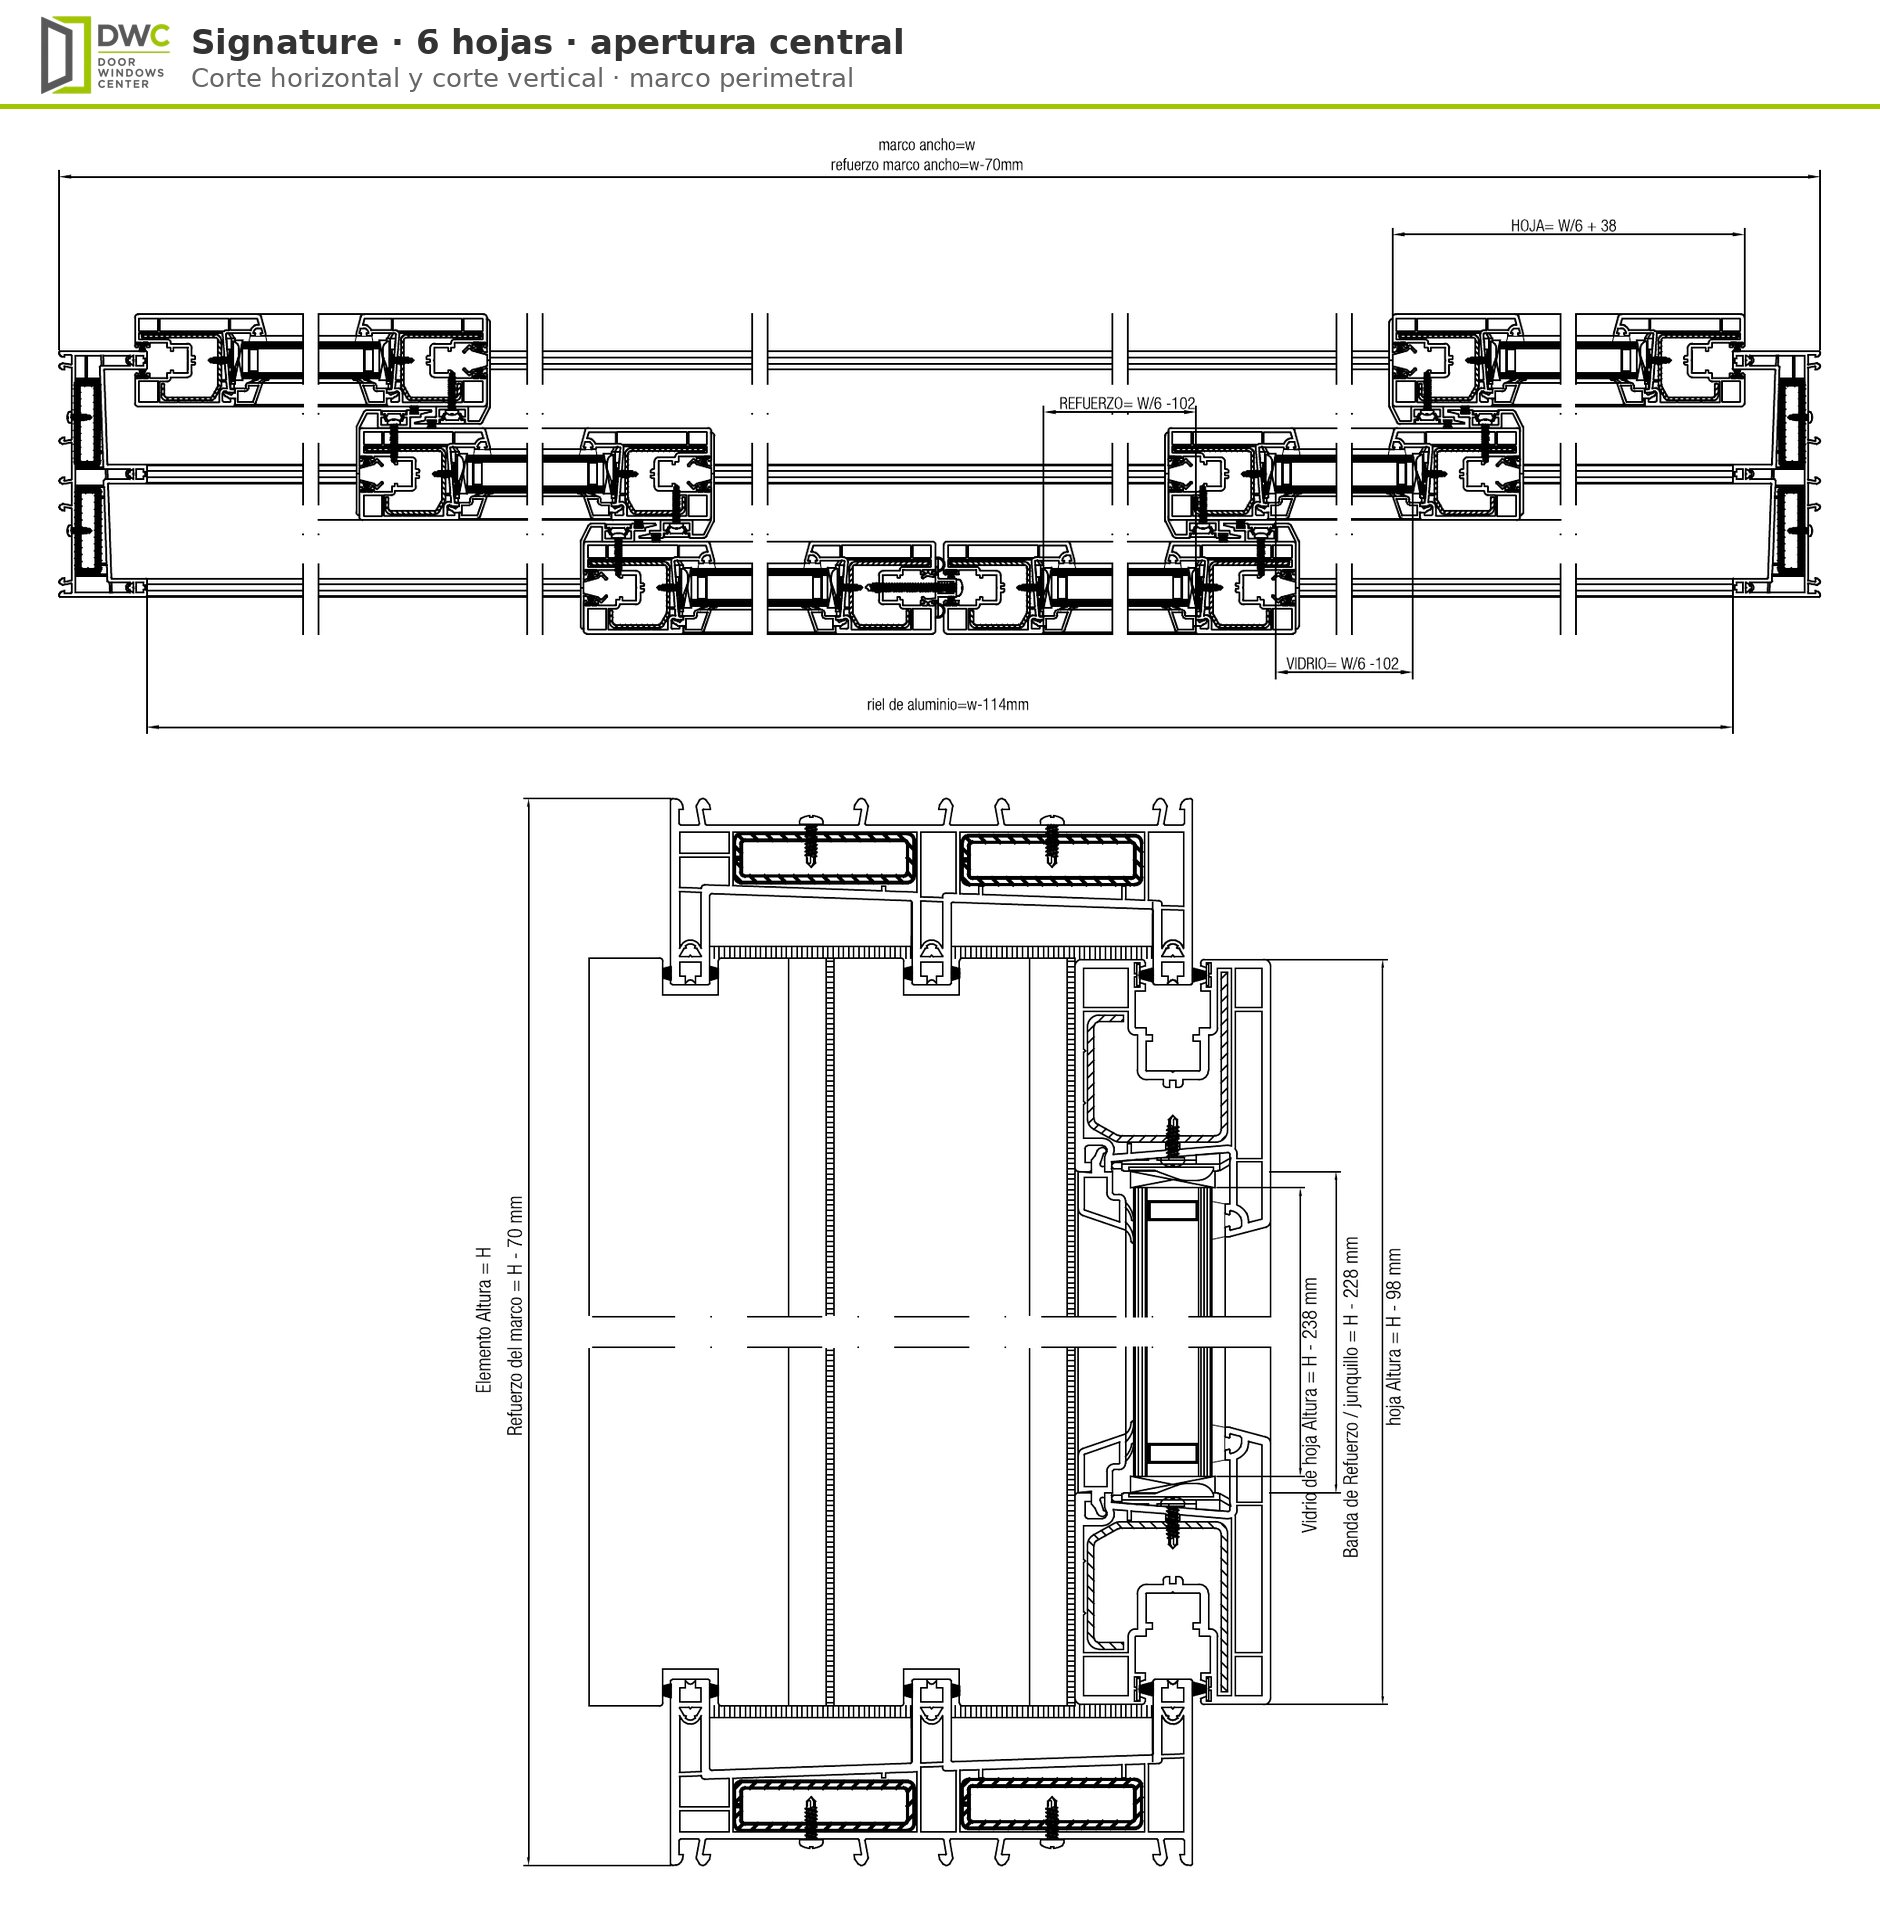 DWC
DOOR
WINDOWS
CENTER
Signature · 6 hojas · apertura central
Corte horizontal y corte vertical · marco perimetral
marco ancho=w
refuerzo marco ancho=w-70mm
HOJA= W/6 + 38
REFUERZO= W/6 -102
VIDRIO= W/6 -102
riel de aluminio=w-114mm
Elemento Altura = H
Refuerzo del marco = H - 70 mm
Vidrio de hoja Altura = H - 238 mm
Banda de Refuerzo / junquillo = H - 228 mm
hoja Altura = H - 98 mm